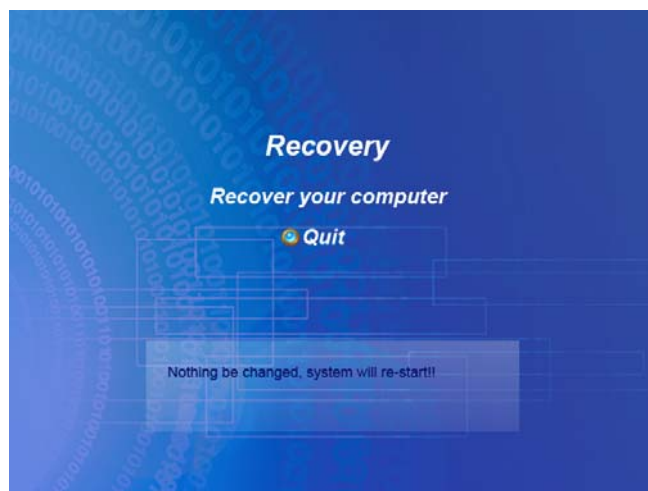 Recovery
Recover your computer
Quit
Nothing be changed, system will re-start!!